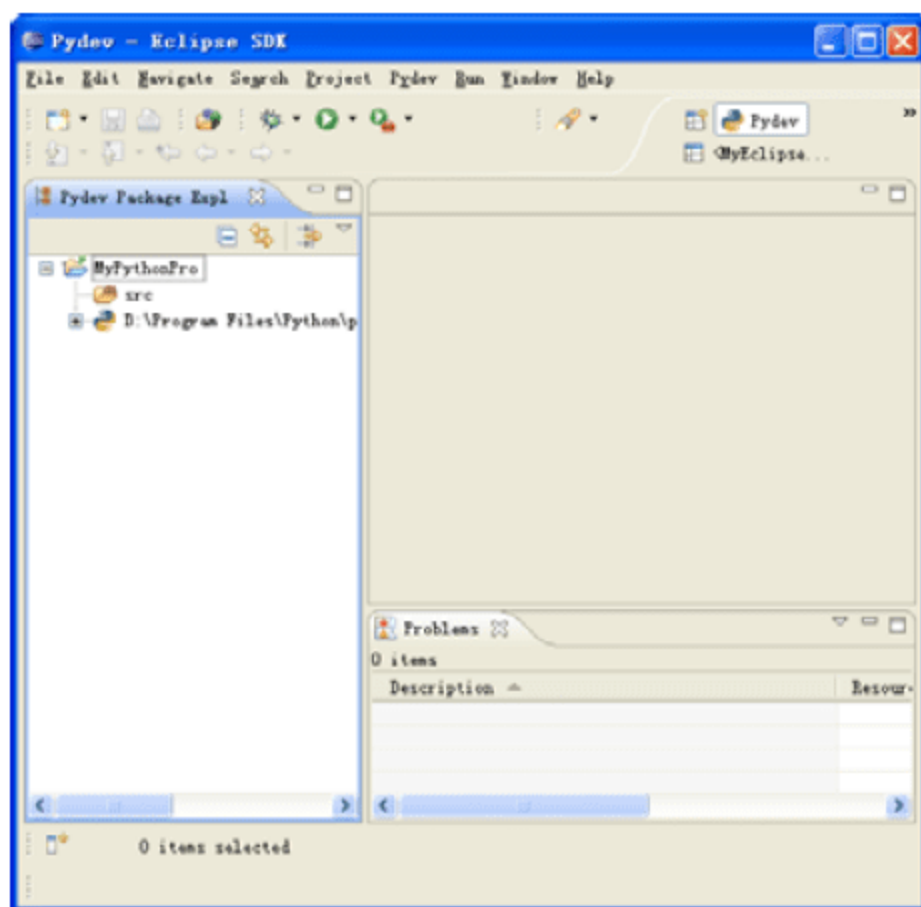 Pydev - Eclipse SDK
File Edit Navigate Search Project Pydev Run Window Help
Pydev
<MyEclipse...
Pydev Package Expl
MyPythonPro
src
D:\Program Files\Python\p
Problems
0 items
Description
Resour
0 items selected